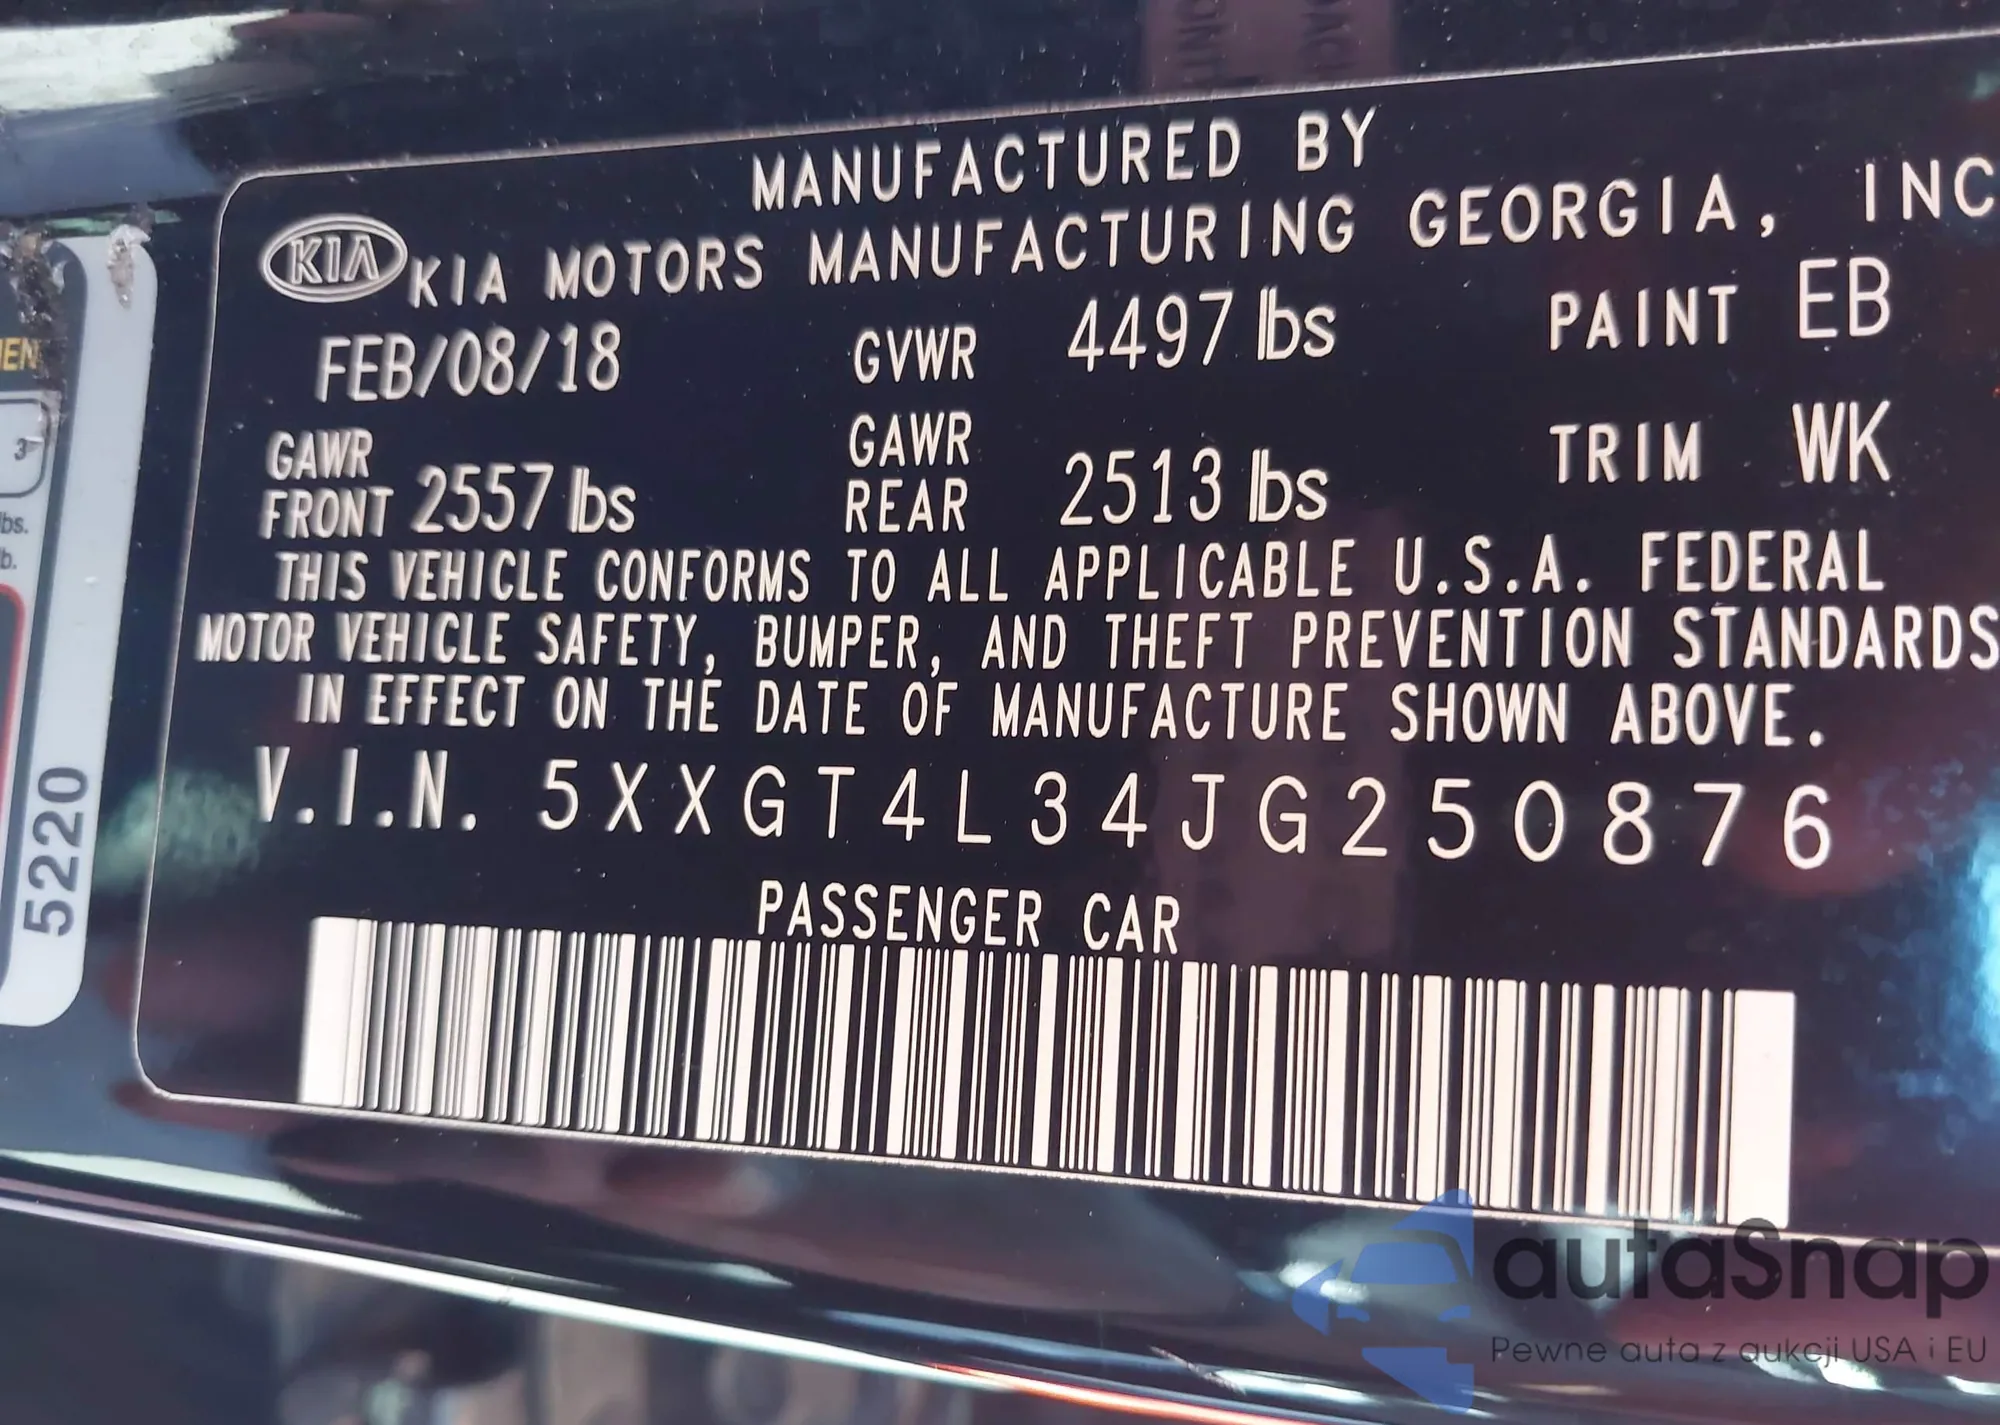 MANUFACTURED BY
KIA KIA MOTORS MANUFACTURING GEORGIA, INC
FEB/08/18 GVWR 4497 lbs PAINT EB
GAWR FRONT 2557 lbs GAWR REAR 2513 lbs TRIM WK
THIS VEHICLE CONFORMS TO ALL APPLICABLE U.S.A. FEDERAL
MOTOR VEHICLE SAFETY, BUMPER, AND THEFT PREVENTION STANDARDS
IN EFFECT ON THE DATE OF MANUFACTURE SHOWN ABOVE.
V.I.N. 5XXGT4L34JG250876
PASSENGER CAR
5220
autaSnap
Pewne auta z aukcji USA i EU